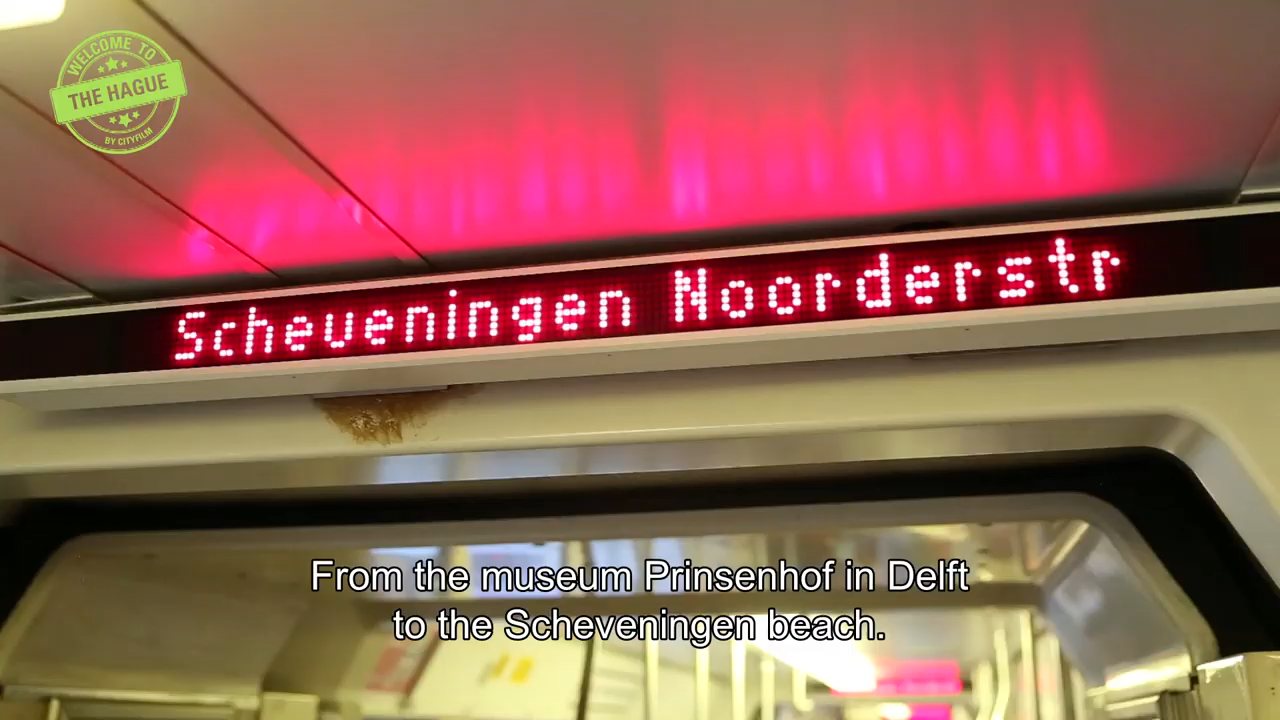 WELCOME TO
THE HAGUE
BY CITYFILM
Scheveningen Noorderstr
From the museum Prinsenhof in Delft
to the Scheveningen beach.